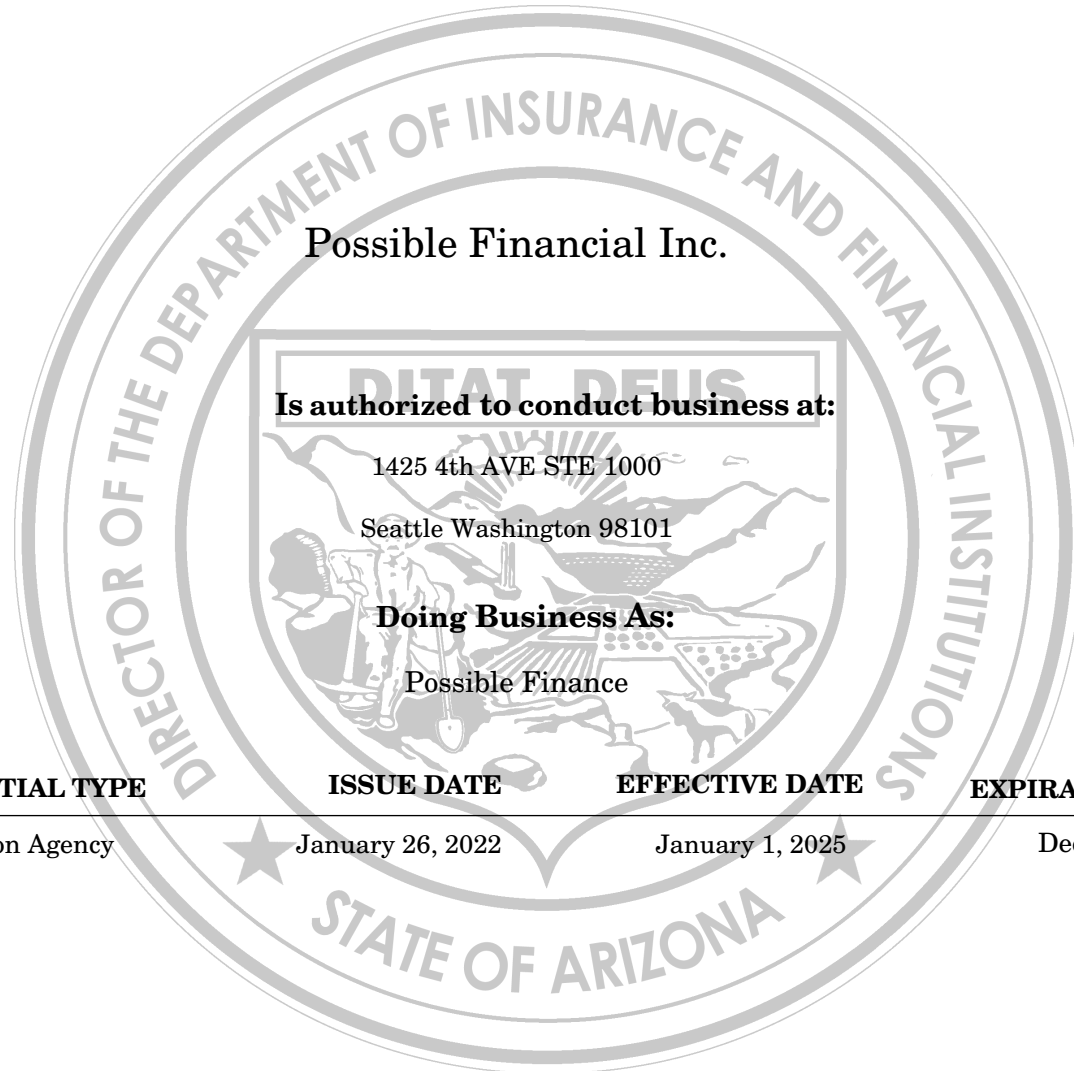 DIRECTOR OF THE DEPARTMENT OF INSURANCE AND FINANCIAL INSTITUTIONS
Possible Financial Inc.
DITAT DEUS
Is authorized to conduct business at:
1425 4th AVE STE 1000
Seattle Washington 98101
Doing Business As:
Possible Finance
TIAL TYPE ISSUE DATE EFFECTIVE DATE EXPIRA
on Agency January 26, 2022 January 1, 2025 Dec
STATE OF ARIZONA